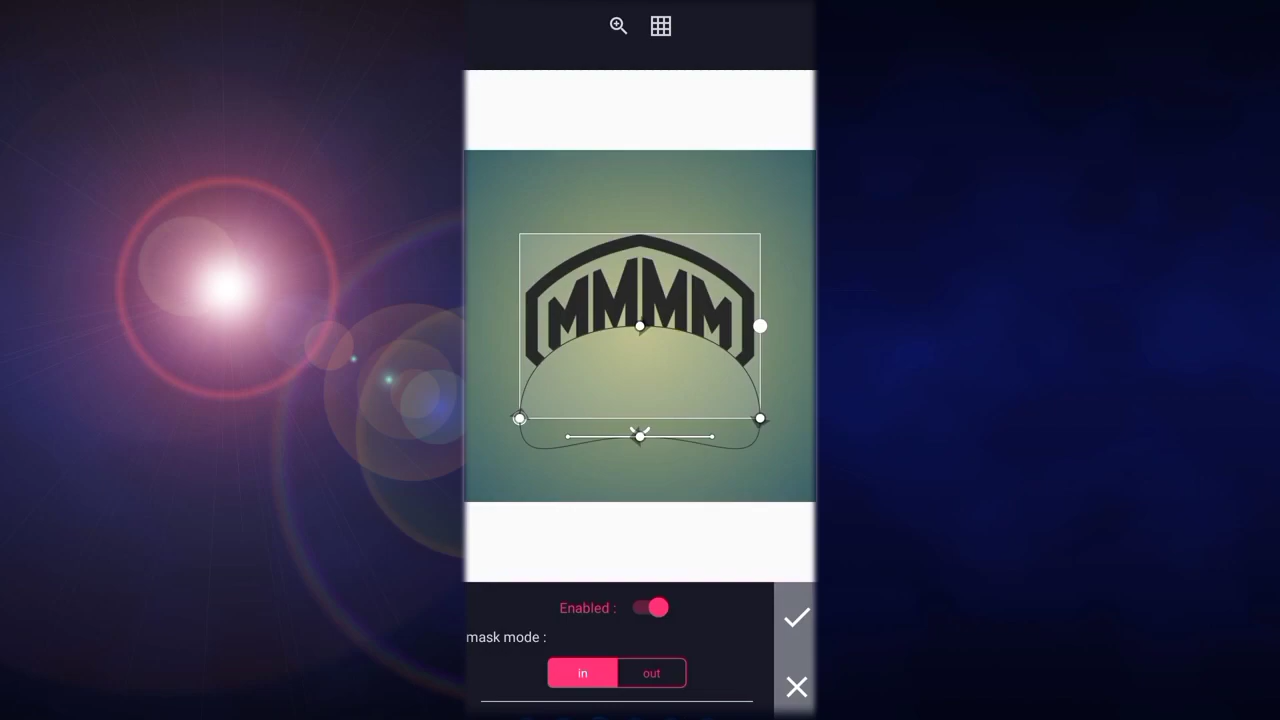 MMMM
Enabled :
mask mode :
in
out